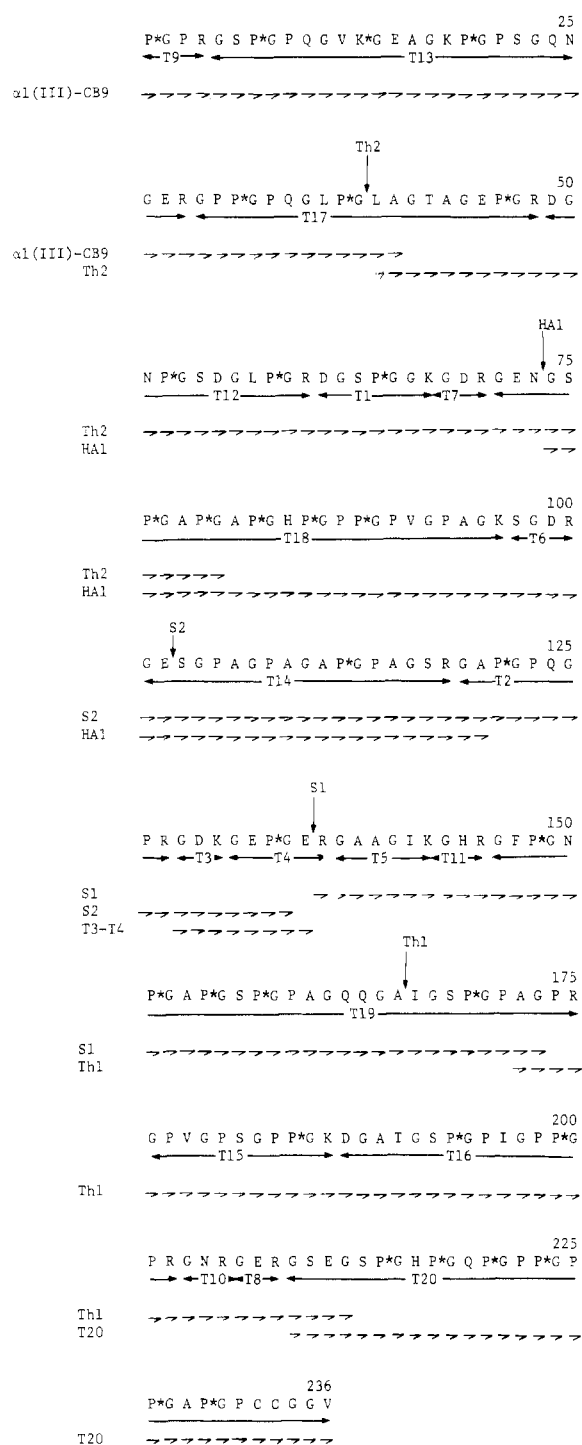 25
P*G P R G S P*G P Q G V K*G E A G K P*G P S G Q N
T9 T13
α1(III)-CB9
Th2
50
G E R G P P*G P Q G L P*G L A G T A G E P*G R D G
T17
α1(III)-CB9
Th2
HA1
75
N P*G S D G L P*G R D G S P*G G K G D R G E N G S
T12 T1 T7
Th2
HA1
100
P*G A P*G A P*G H P*G P P*G P V G P A G K S G D R
T18 T6
Th2
HA1
S2
125
G E S G P A G P A G A P*G P A G S R G A P*G P Q G
T14 T2
S2
HA1
S1
150
P R G D K G E P*G E R G A A G I K G H R G F P*G N
T3 T4 T5 T11
S1
S2
T3-T4
Th1
175
P*G A P*G S P*G P A G Q Q G A I G S P*G P A G P R
T19
S1
Th1
200
G P V G P S G P P*G K D G A I G S P*G P I G P P*G
T15 T16
Th1
225
P R G N R G E R G S E G S P*G H P*G Q P*G P P*G P
T10 T8 T20
Th1
T20
236
P*G A P*G P C C G G V
T20